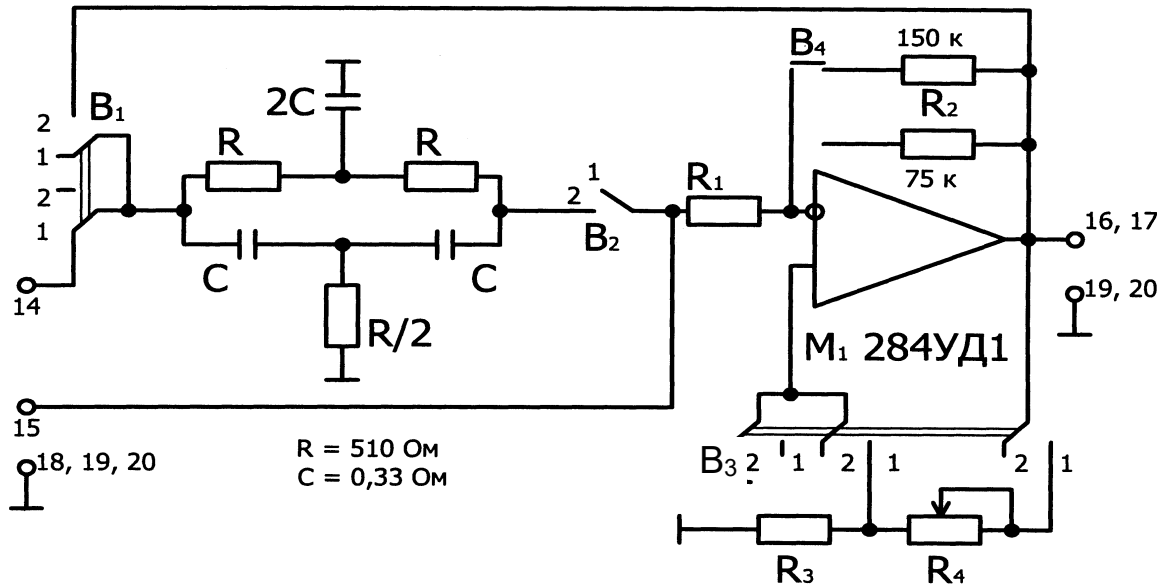 B₄
150 к
2
B₁
2C
R₂
R
R
1
2
75 к
R₁
1
2
1
B₂
16, 17
C
C
19, 20
14
R/2
M₁ 284УД1
15
R = 510 Ом
C = 0,33 Ом
18, 19, 20
B₃ 2 1 2 1 2 1
R₃
R₄